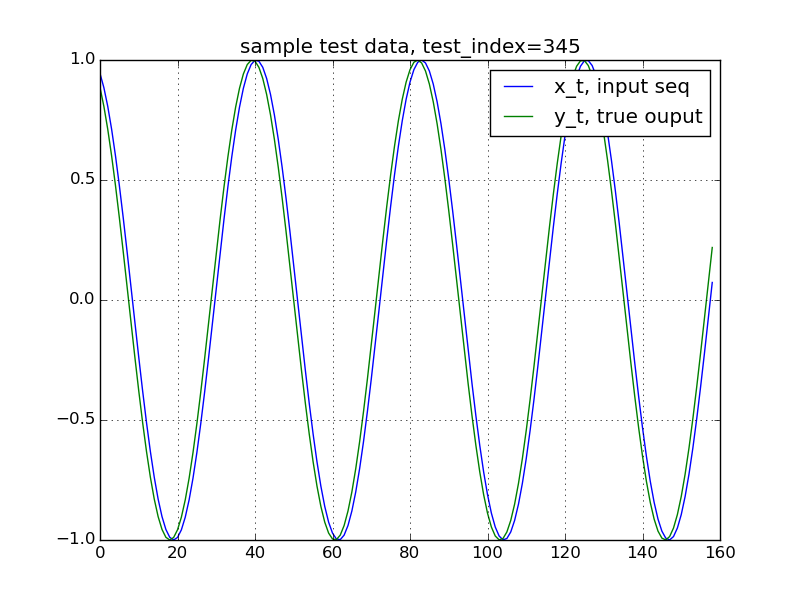 sample test data, test_index=345
x_t, input seq
y_t, true ouput
1.0
0.5
0.0
−0.5
−1.0
0 20 40 60 80 100 120 140 160